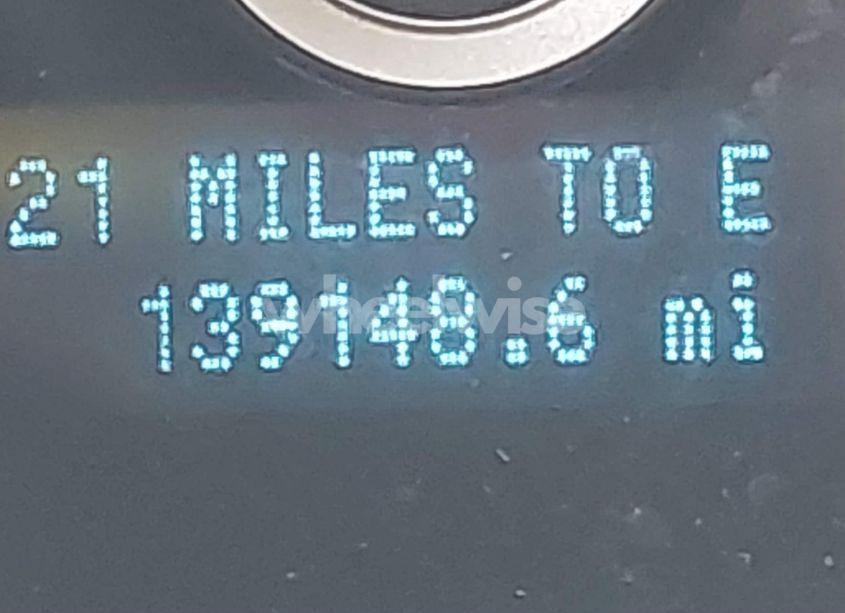 21 MILES TO E
139148.6 mi
wheelwise